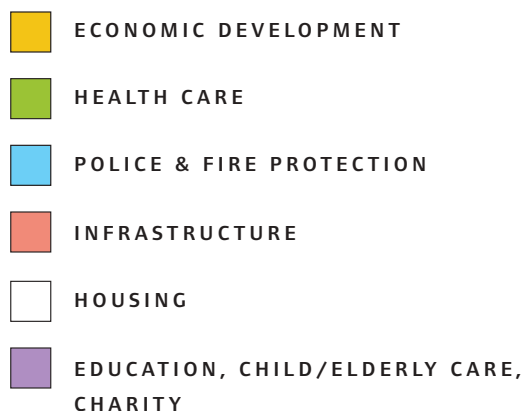 ECONOMIC DEVELOPMENT
HEALTH CARE
POLICE & FIRE PROTECTION
INFRASTRUCTURE
HOUSING
EDUCATION, CHILD/ELDERLY CARE,
CHARITY